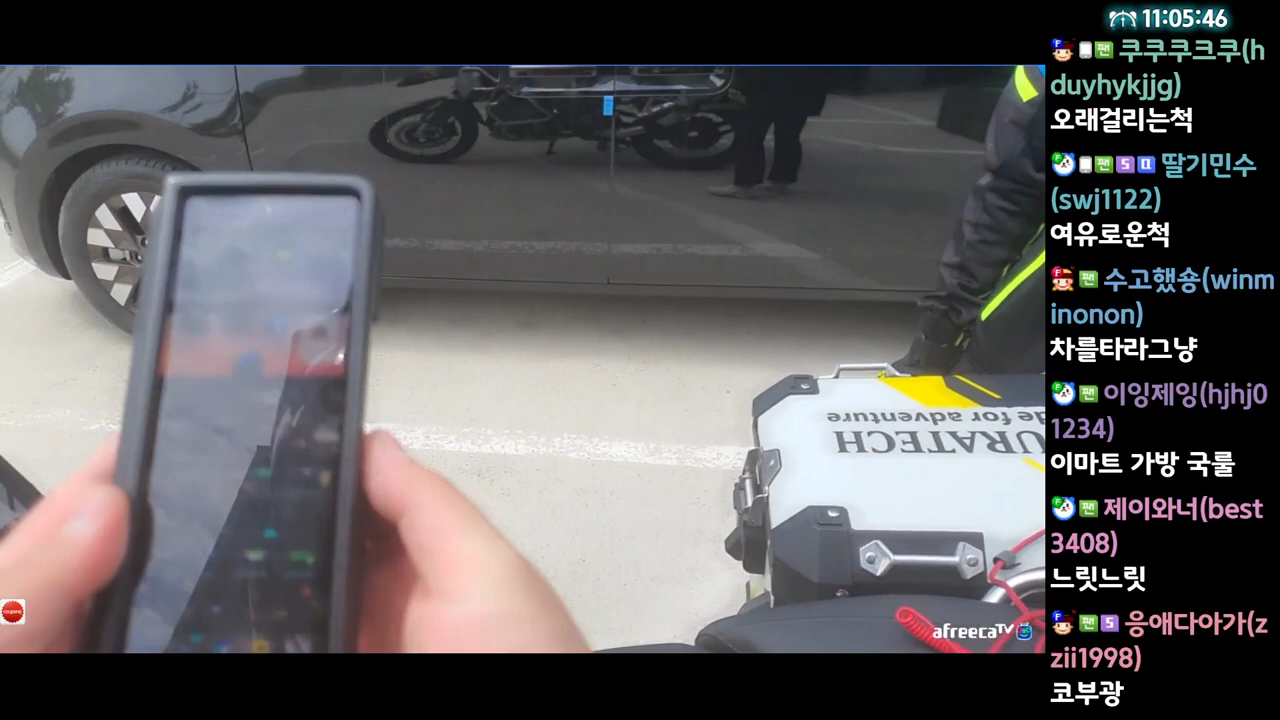 11:05:46
쿠쿠쿠크쿠(h
duyhykjjg)
오래걸리는척
딸기민수
(swj1122)
여유로운척
수고했숑(winm
inonon)
차를타라그냥
이잉제잉(hjhj0
1234)
이마트 가방 국룰
제이와너(best
3408)
느릿느릿
응애다아가(z
zii1998)
코부광
de for adventure
URATECH
afreecaTV
coupang